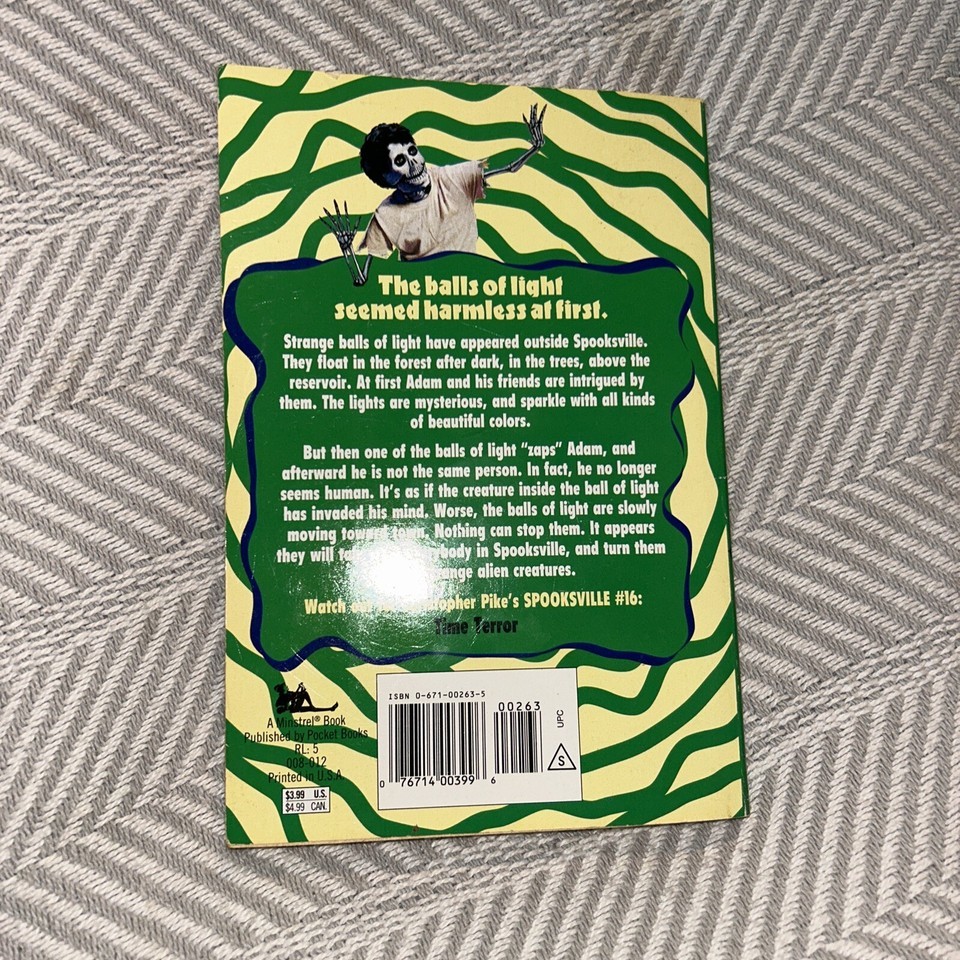 The balls of light
seemed harmless at first.
Strange balls of light have appeared outside Spooksville.
They float in the forest after dark, in the trees, above the
reservoir. At first Adam and his friends are intrigued by
them. The lights are mysterious, and sparkle with all kinds
of beautiful colors.
But then one of the balls of light "zaps" Adam, and
afterward he is not the same person. In fact, he no longer
seems human. It's as if the creature inside the ball of light
has invaded his mind. Worse, the balls of light are slowly
moving toward town. Nothing can stop them. It appears
they will in Spooksville, and turn them
alien creatures.
Watch Pike's SPOOKSVILLE #16:
Time Terror
A Minstrel® Book
Published by Pocket Books
RL: 5
008-012
Printed in U.S.A.
$3.99 U.S.
$4.99 CAN.
ISBN 0-671-00263-5
00263
UPC
S
0 76714 00399 6